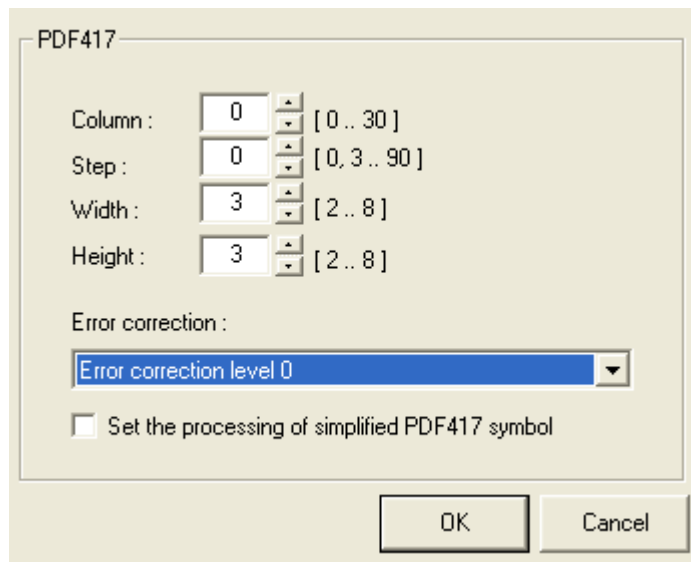 PDF417
Column : 0 [ 0 .. 30 ]
Step : 0 [ 0, 3 .. 90 ]
Width : 3 [ 2 .. 8 ]
Height : 3 [ 2 .. 8 ]
Error correction :
Error correction level 0
Set the processing of simplified PDF417 symbol
OK Cancel